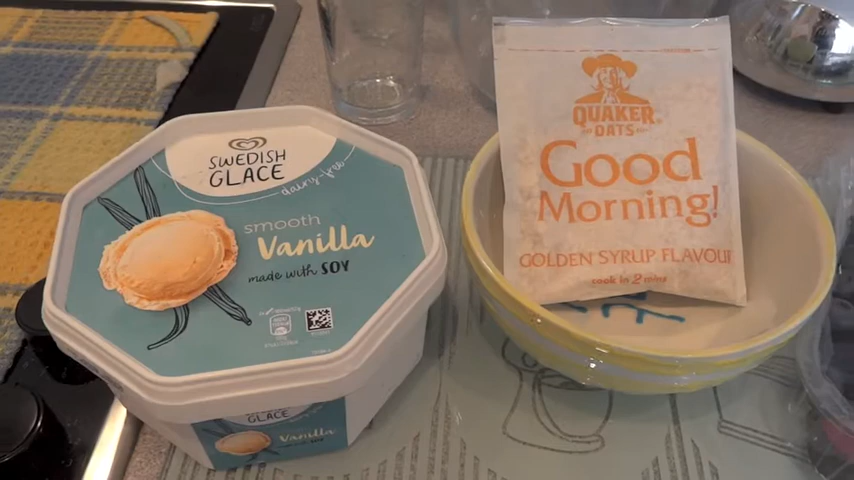 SWEDISH
GLACE
dairy-free
smooth
Vanilla
made with SOY
GLACE
Vanilla
QUAKER
OATS
Good
Morning!
GOLDEN SYRUP FLAVOUR
cook in 2 mins